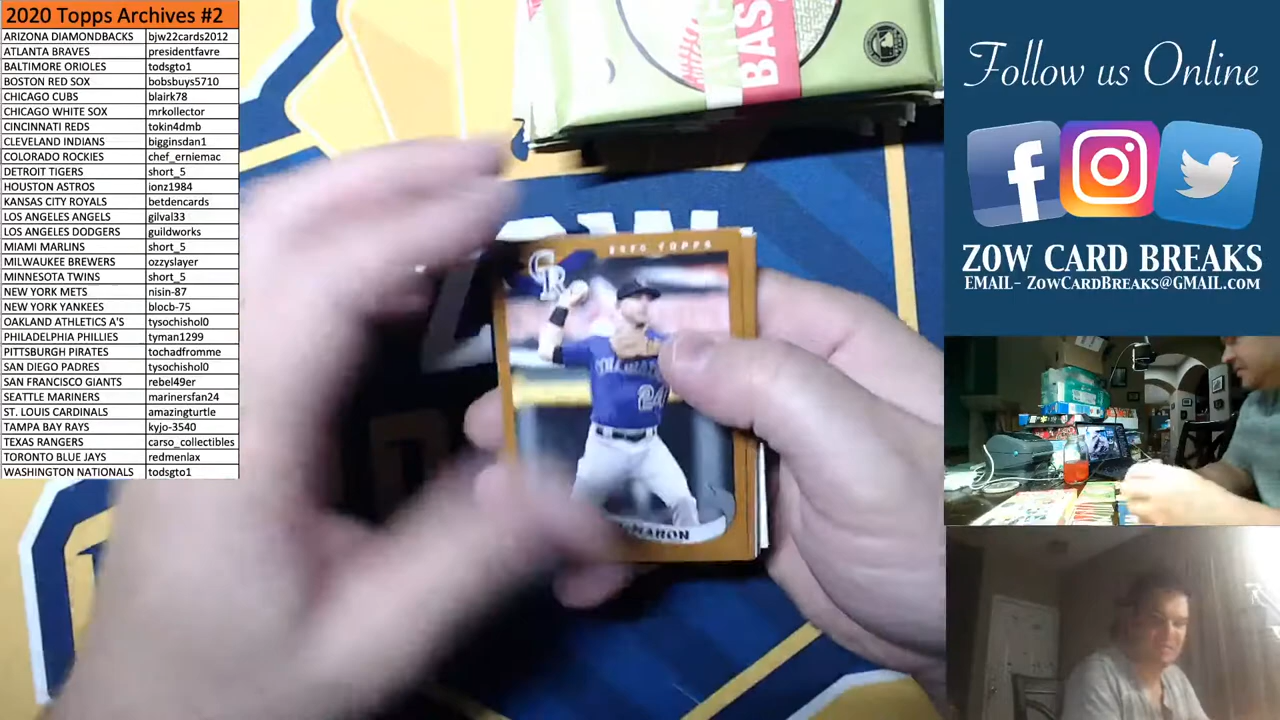 2020 Topps Archives #2
ARIZONA DIAMONDBACKS bjw22cards2012
ATLANTA BRAVES presidentfavre
BALTIMORE ORIOLES todsgto1
BOSTON RED SOX bobsbuys5710
CHICAGO CUBS blairk78
CHICAGO WHITE SOX mrkollector
CINCINNATI REDS tokin4dmb
CLEVELAND INDIANS bigginsdan1
COLORADO ROCKIES chef_erniemac
DETROIT TIGERS short_5
HOUSTON ASTROS ionz1984
KANSAS CITY ROYALS betdencards
LOS ANGELES ANGELS gilval33
LOS ANGELES DODGERS guildworks
MIAMI MARLINS short_5
MILWAUKEE BREWERS ozzyslayer
MINNESOTA TWINS short_5
NEW YORK METS nisin-87
NEW YORK YANKEES blocb-75
OAKLAND ATHLETICS A'S tysochishol0
PHILADELPHIA PHILLIES tyman1299
PITTSBURGH PIRATES tochadfromme
SAN DIEGO PADRES tysochishol0
SAN FRANCISCO GIANTS rebel49er
SEATTLE MARINERS marinersfan24
ST. LOUIS CARDINALS amazingturtle
TAMPA BAY RAYS kyjo-3540
TEXAS RANGERS carso_collectibles
TORONTO BLUE JAYS redmenlax
WASHINGTON NATIONALS todsgto1
BAS
CR
TOPPS
24
Follow us Online
f
ZOW CARD BREAKS
EMAIL- ZOWCARDBREAKS@GMAIL.COM